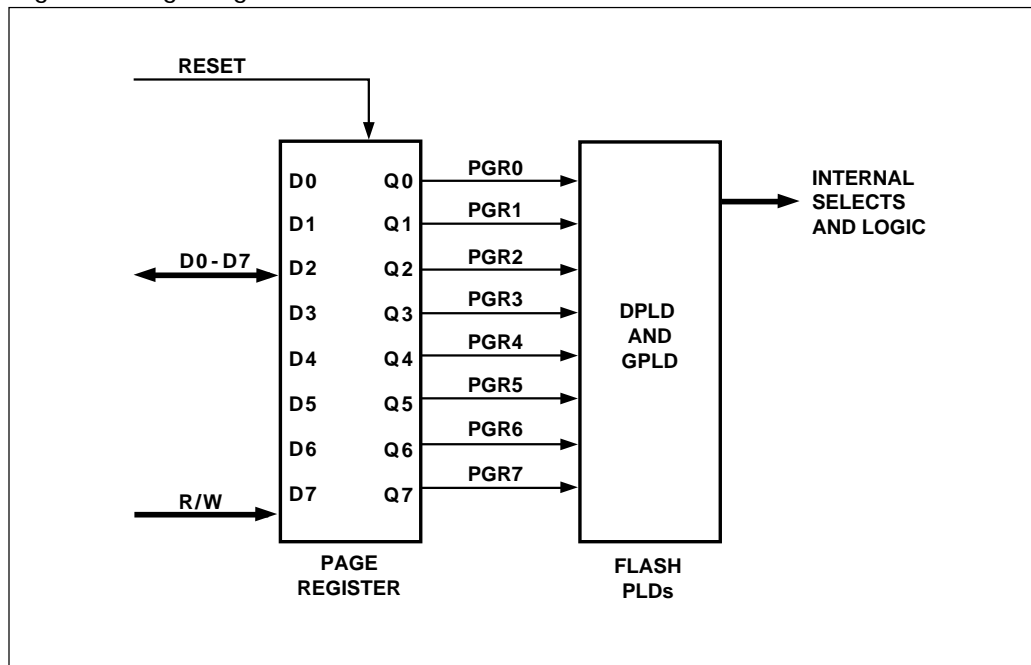 RESET
D0 Q0 PGR0
D1 Q1 PGR1
D0-D7 D2 Q2 PGR2
D3 Q3 PGR3
D4 Q4 PGR4
D5 Q5 PGR5
D6 Q6 PGR6
R/W D7 Q7 PGR7
DPLD
AND
GPLD
INTERNAL
SELECTS
AND LOGIC
PAGE
REGISTER
FLASH
PLDs